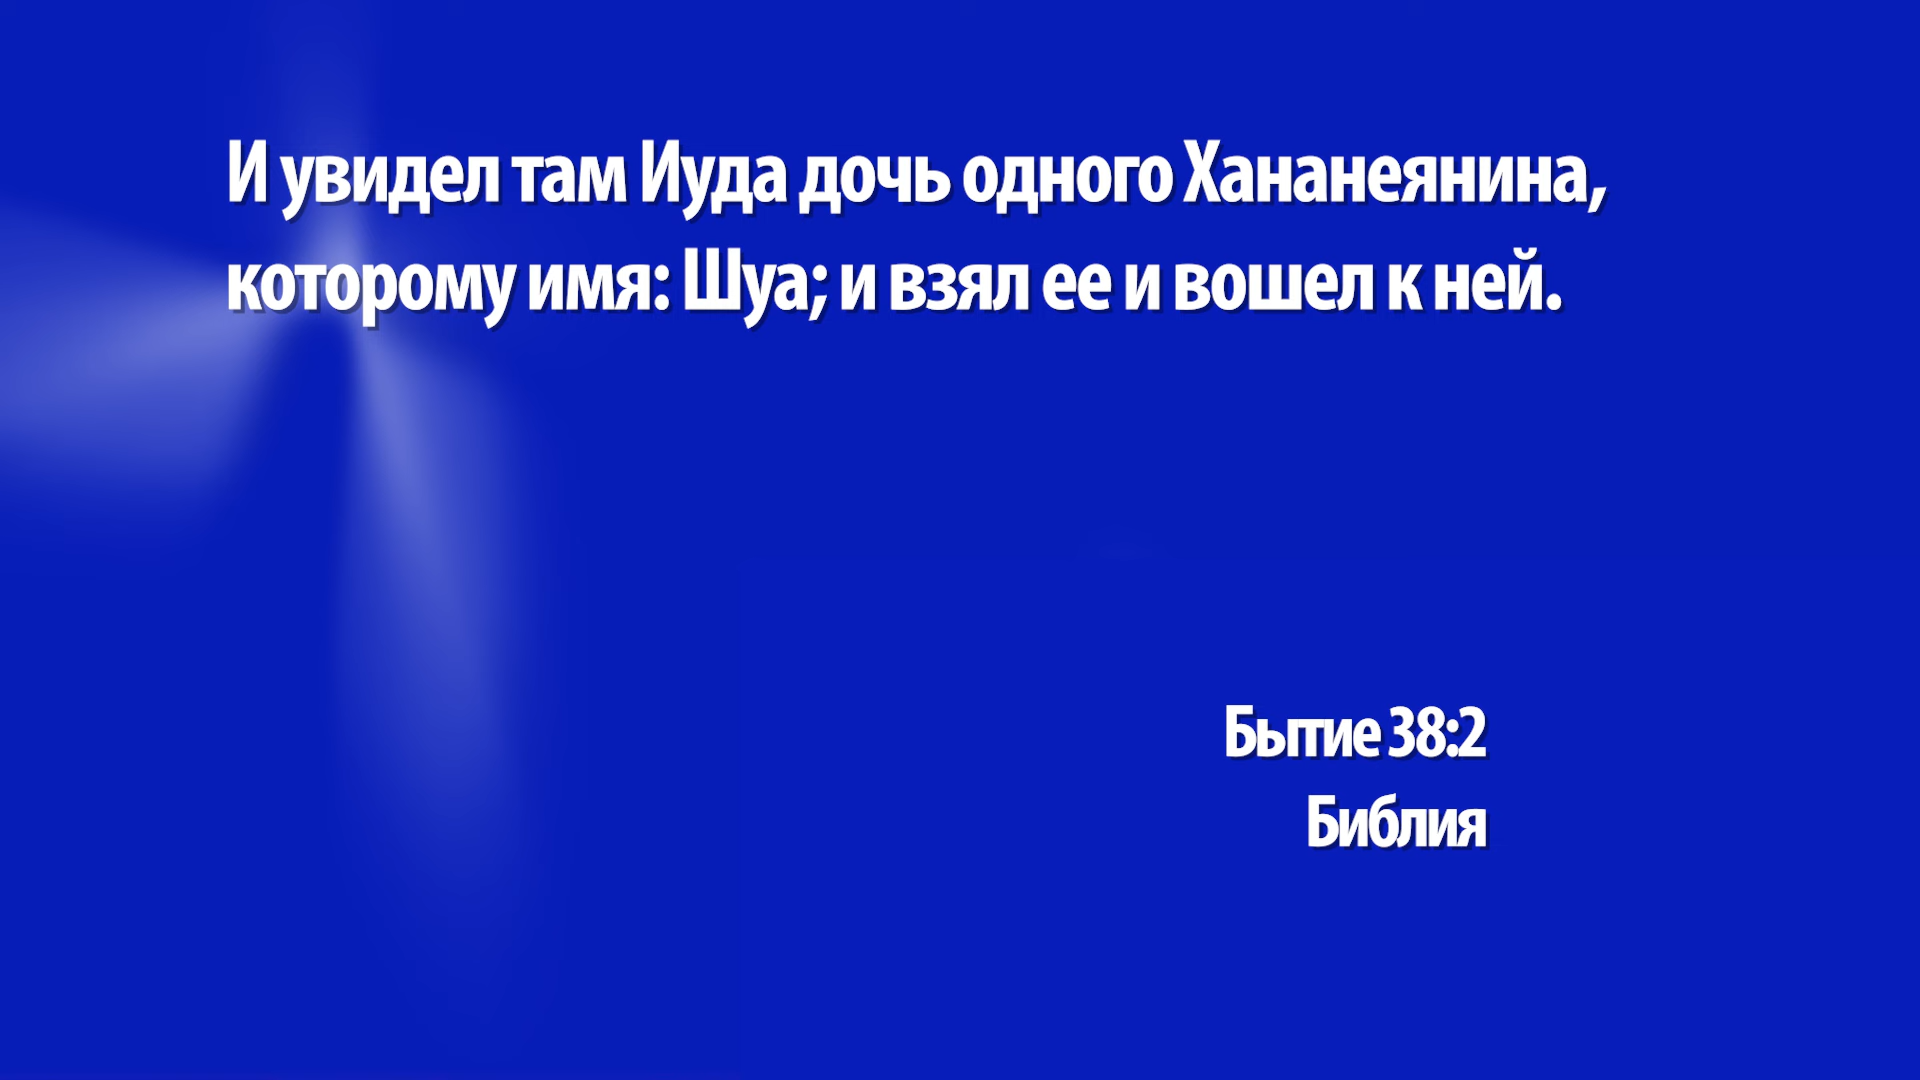 И увидел там Иуда дочь одного Хананеянина,
которому имя: Шуа; и взял ее и вошел к ней.
Бытие 38:2
Библия